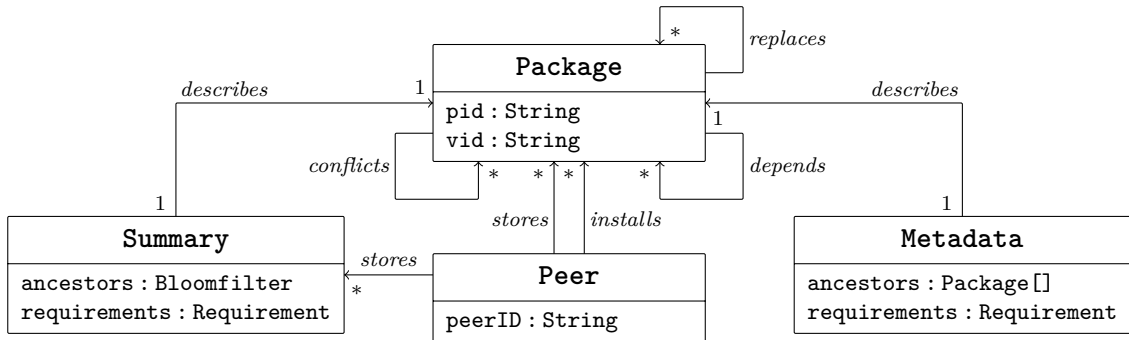 *
replaces
Package
describes
1
describes
pid : String
1
vid : String
conflicts
*
*
*
*
depends
1
stores
installs
1
Summary
Metadata
stores
Peer
ancestors : Bloomfilter
*
ancestors : Package[]
requirements : Requirement
peerID : String
requirements : Requirement